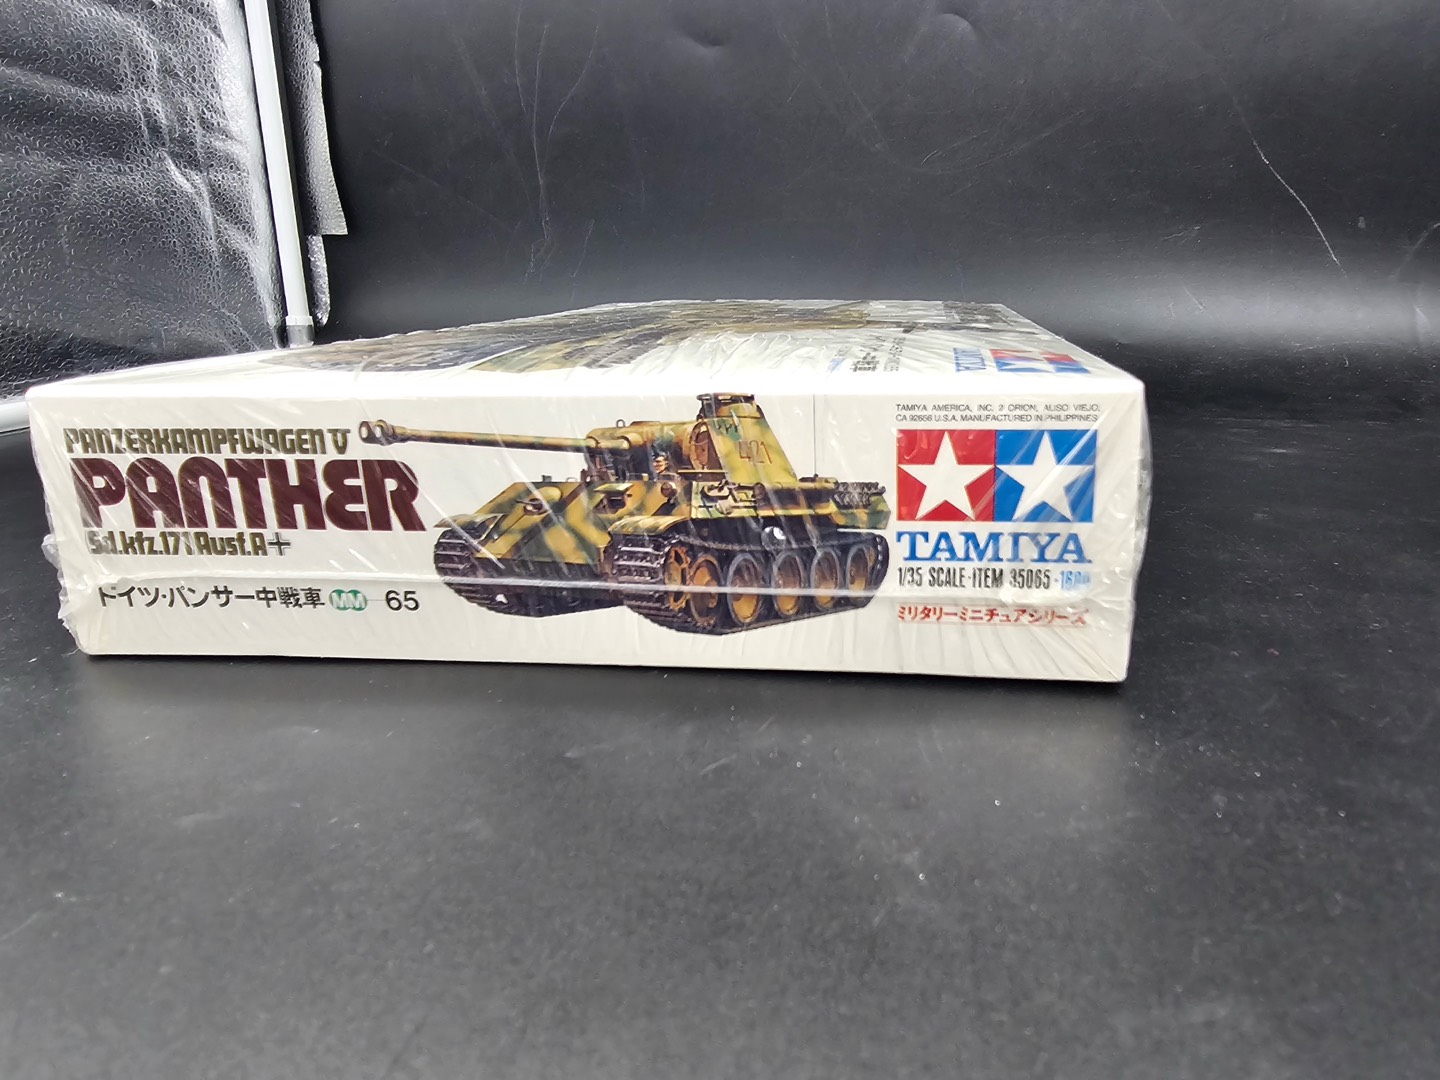 PANZERKAMPFWAGEN V
PANTHER
Sd.kfz.171 Ausf.A
ドイツ・パンサー中戦車 MM 65
421
TAMIYA AMERICA, INC. 2 ORION, ALISO VIEJO,
CA 92656 U.S.A. MANUFACTURED IN PHILIPPINES
TAMIYA
1/35 SCALE ITEM 35065
ミリタリーミニチュアシリーズ